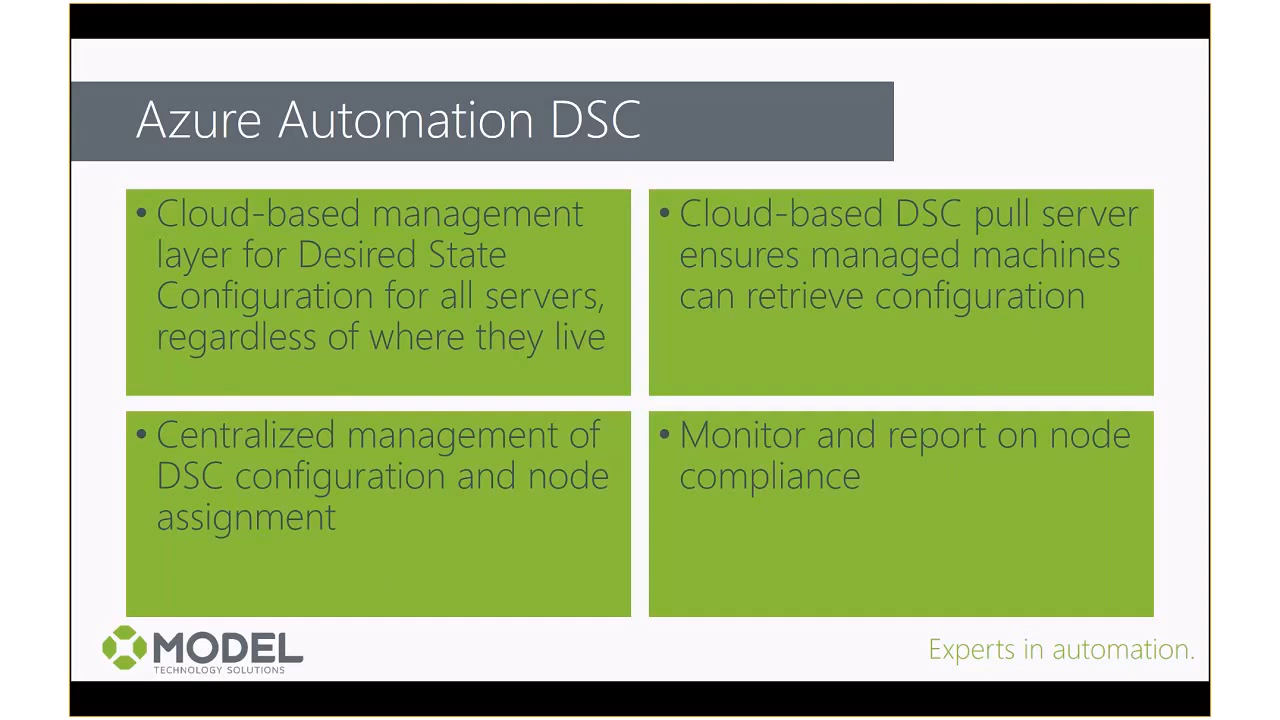 Azure Automation DSC
• Cloud-based management
layer for Desired State
Configuration for all servers,
regardless of where they live
• Cloud-based DSC pull server
ensures managed machines
can retrieve configuration
• Centralized management of
DSC configuration and node
assignment
• Monitor and report on node
compliance
MODEL
TECHNOLOGY SOLUTIONS
Experts in automation.